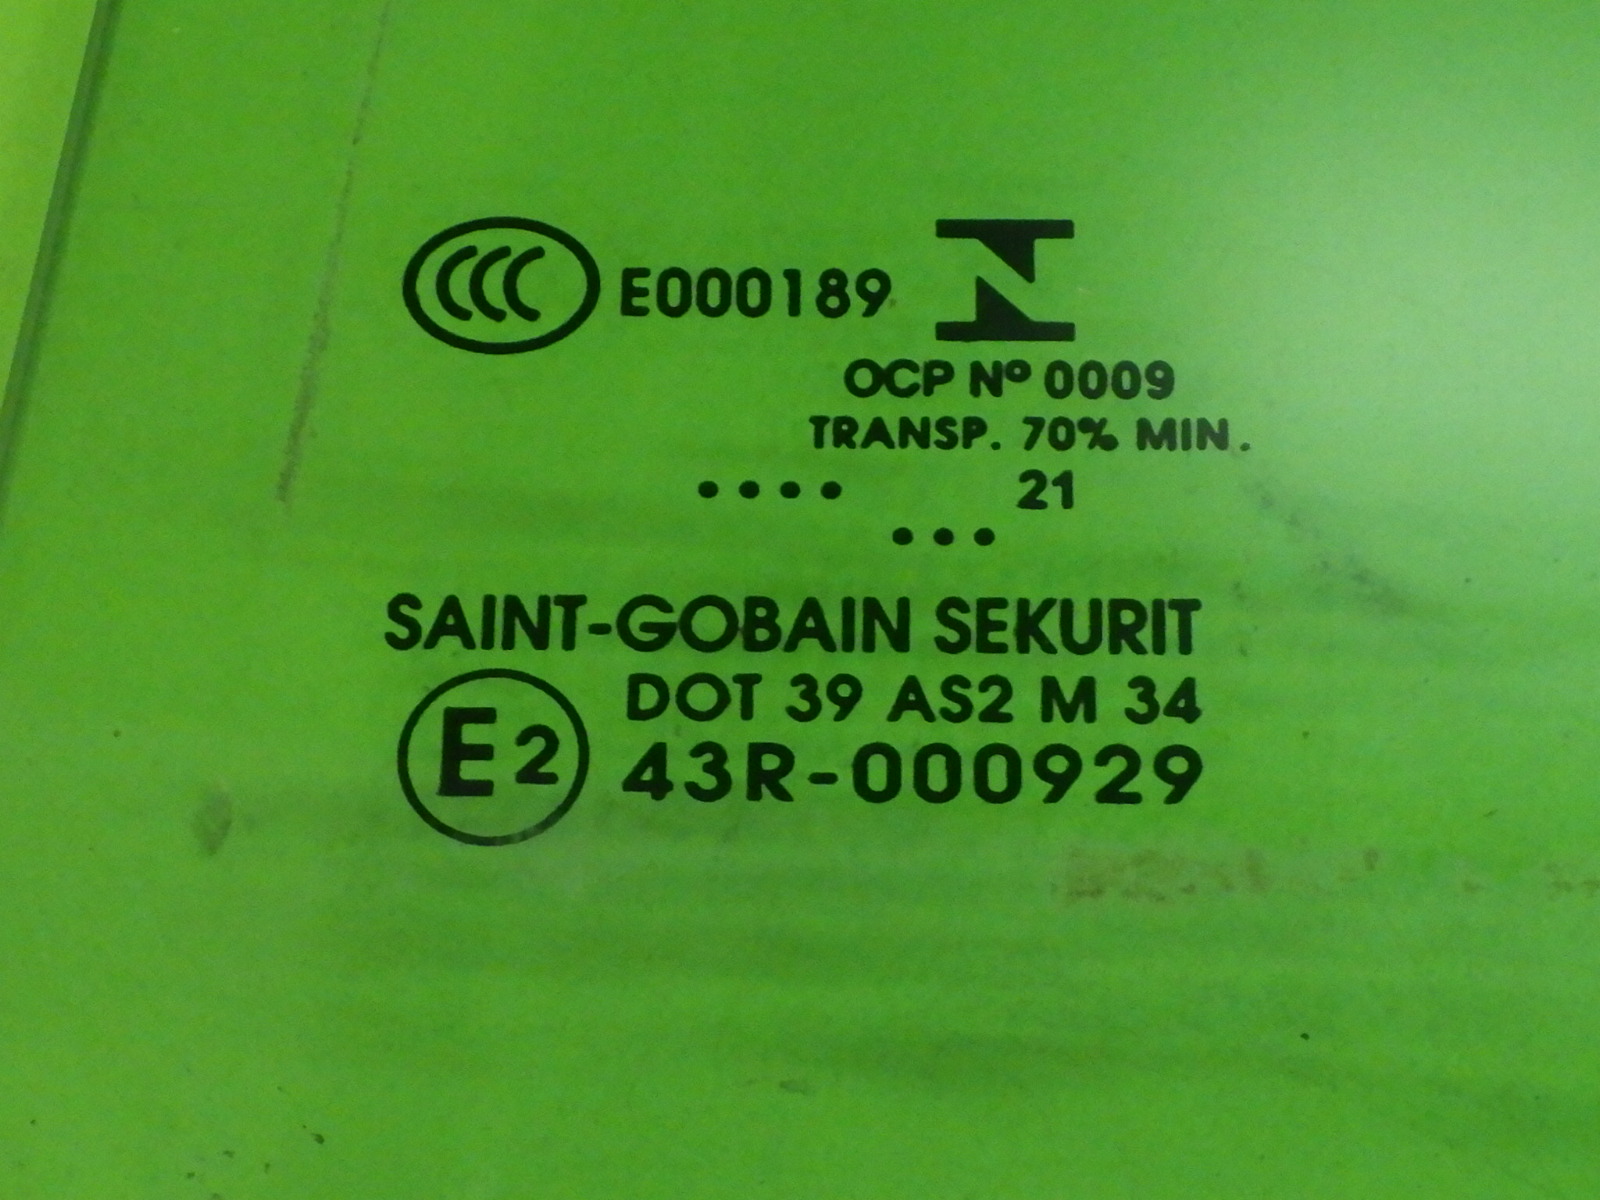 CCC E000189
OCP Nº 0009
TRANSP. 70% MIN.
.... 21
...
SAINT-GOBAIN SEKURIT
DOT 39 AS2 M 34
E2 43R-000929